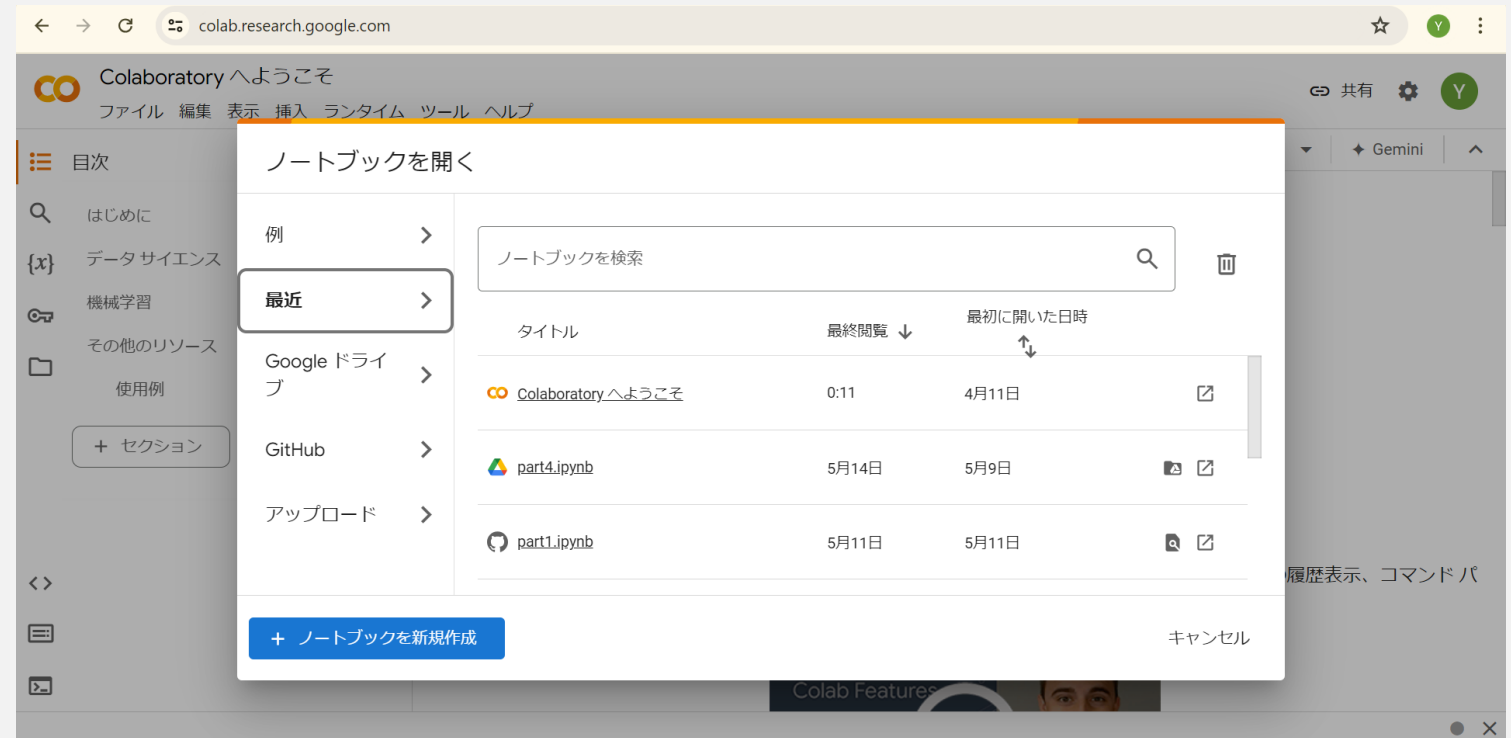 colab.research.google.com
Y
Colaboratory へようこそ
ファイル 編集 表示 挿入 ランタイム ツール ヘルプ
共有
Y
目次
Gemini
はじめに
データ サイエンス
機械学習
その他のリソース
使用例
+ セクション
{x}
ノートブックを開く
例
最近
Google ドライ
ブ
GitHub
アップロード
ノートブックを検索
タイトル 最終閲覧 最初に開いた日時
Colaboratory へようこそ 0:11 4月11日
part4.ipynb 5月14日 5月9日
part1.ipynb 5月11日 5月11日
+ ノートブックを新規作成
キャンセル
履歴表示、コマンド パ
Colab Features